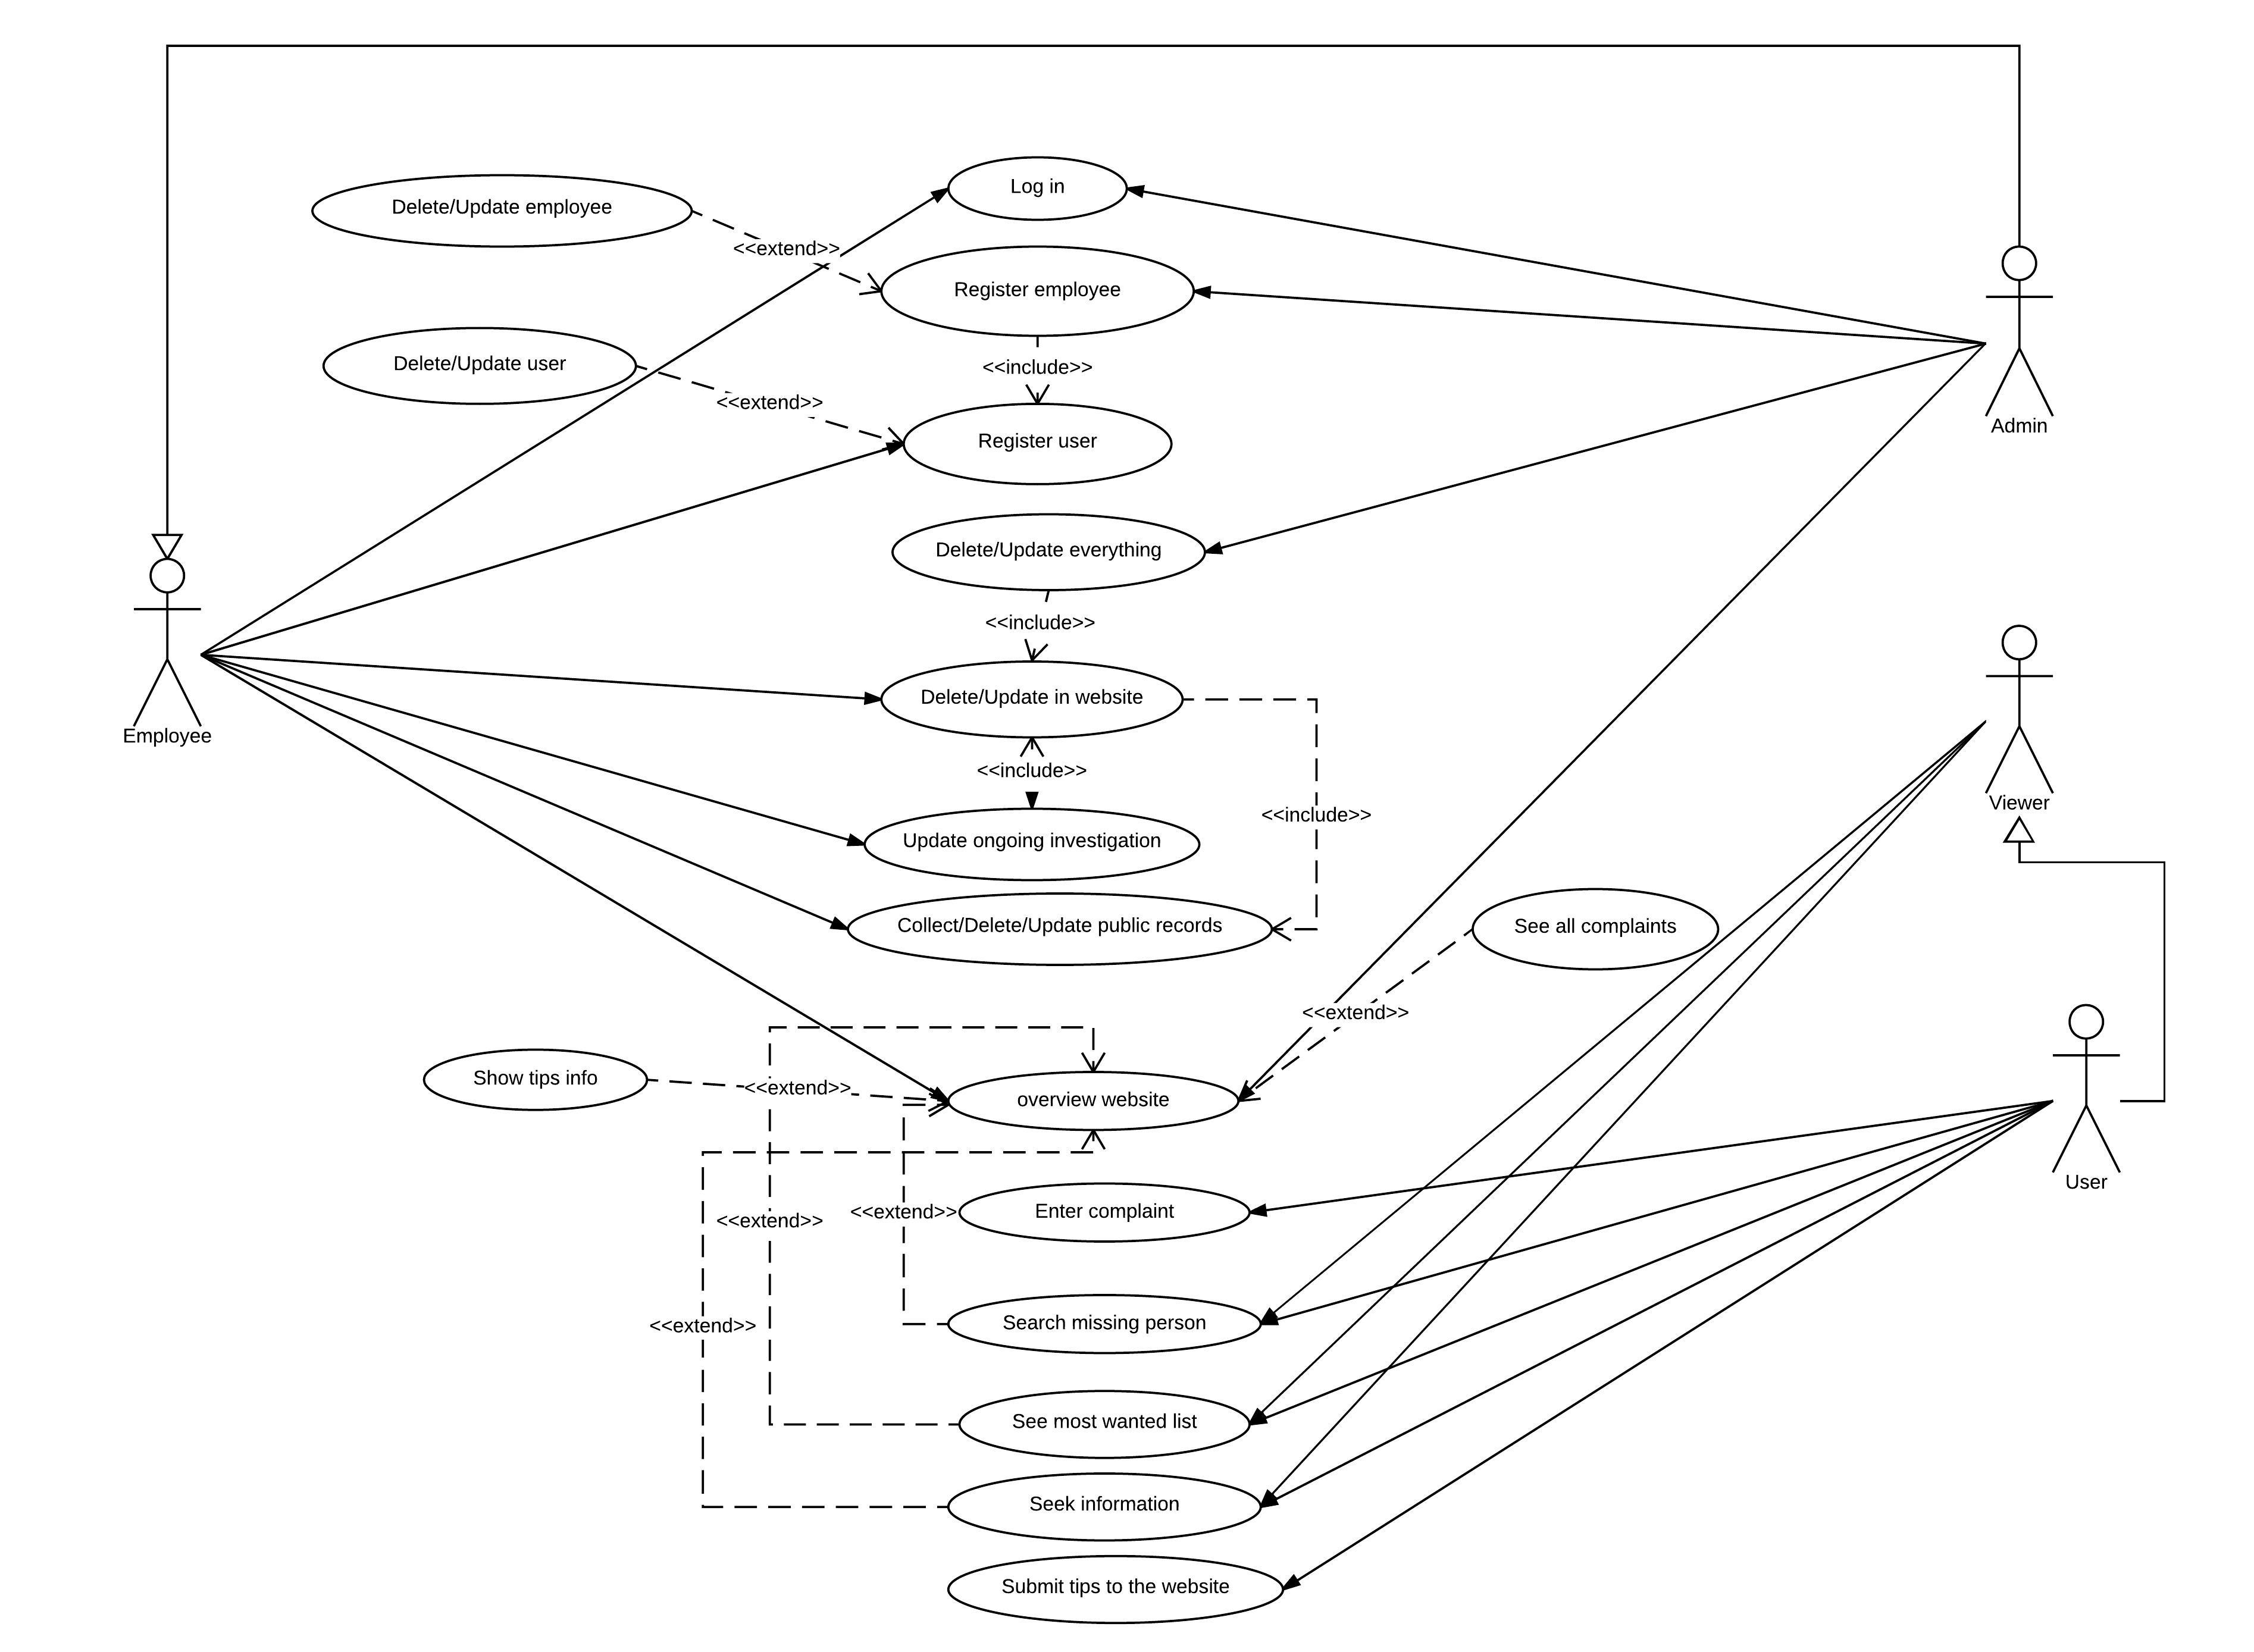 Log in
Delete/Update employee
<<extend>>
Register employee
Delete/Update user
<<include>>
<<extend>>
Admin
Register user
Delete/Update everything
<<include>>
Delete/Update in website
Employee
<<include>>
Viewer
<<include>>
Update ongoing investigation
Collect/Delete/Update public records
See all complaints
<<extend>>
Show tips info
<<extend>>
overview website
User
Enter complaint
<<extend>>
<<extend>>
<<extend>>
Search missing person
See most wanted list
Seek information
Submit tips to the website